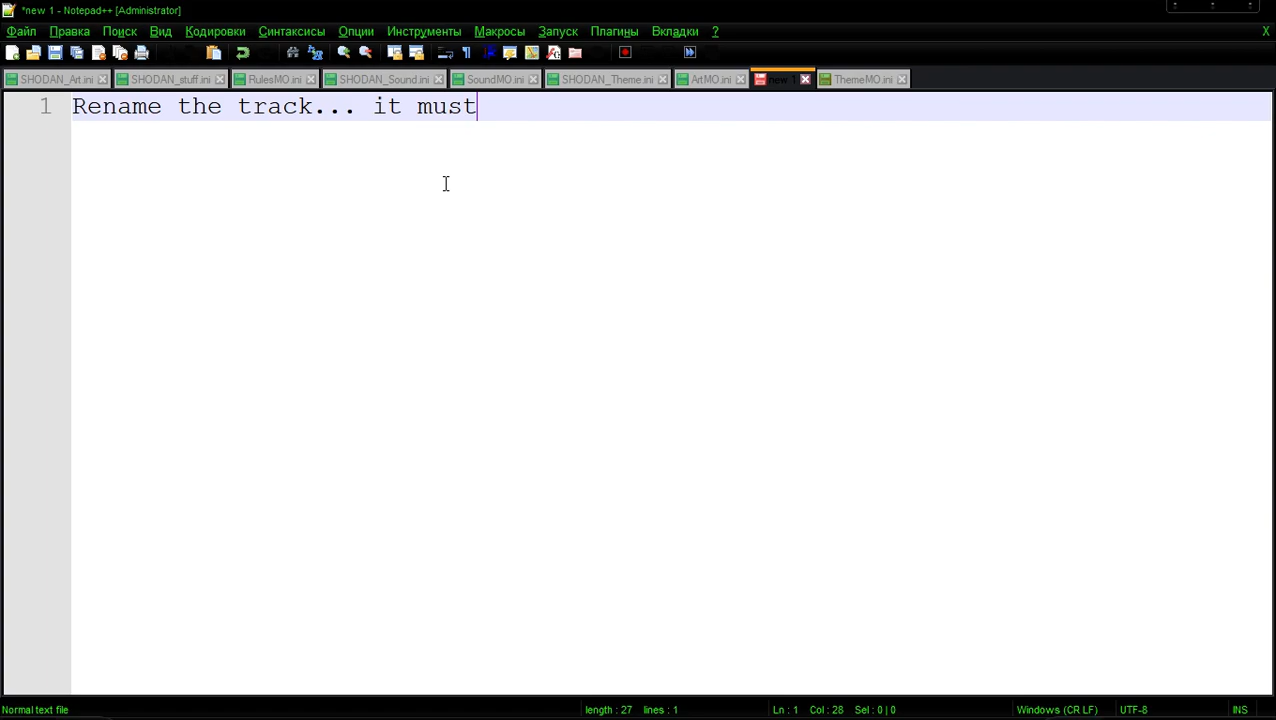 *new 1 - Notepad++ [Administrator]
Файл Правка Поиск Вид Кодировки Синтаксисы Опции Инструменты Макросы Запуск Плагины Вкладки ? X
SHODAN_Art.ini SHODAN_stuff.ini RulesMO.ini SHODAN_Sound.ini SoundMO.ini SHODAN_Theme.ini ArtMO.ini new 1 ThemeMO.ini
1 Rename the track... it must
Normal text file length : 27 lines : 1 Ln : 1 Col : 28 Sel : 0 | 0 Windows (CR LF) UTF-8 INS